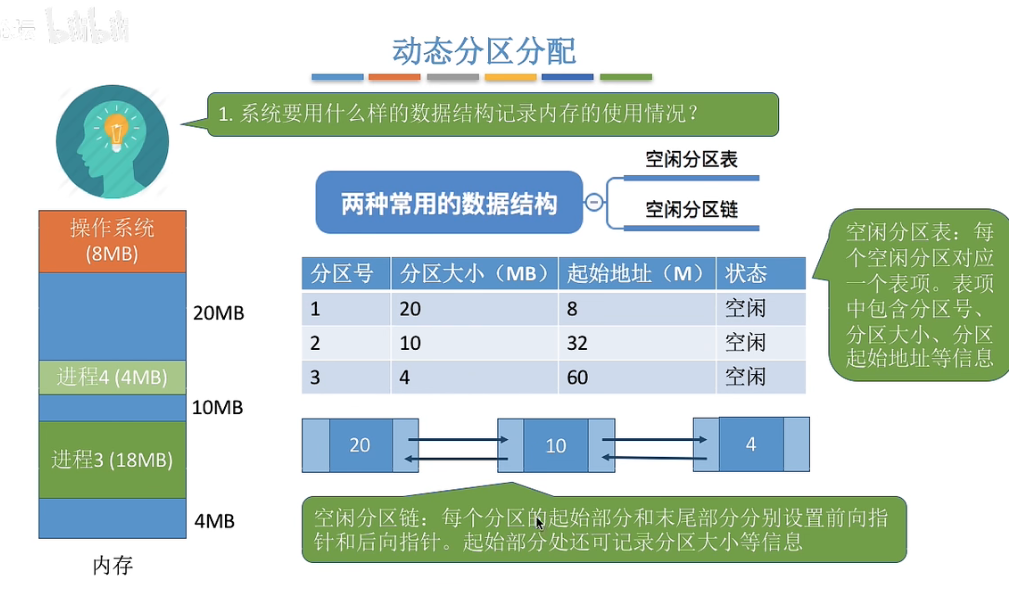 动态分区分配
1. 系统要用什么样的数据结构记录内存的使用情况？
空闲分区表
两种常用的数据结构
空闲分区链
操作系统
(8MB)
20MB
进程4 (4MB)
10MB
进程3 (18MB)
4MB
内存
分区号 分区大小（MB） 起始地址（M） 状态
1 20 8 空闲
2 10 32 空闲
3 4 60 空闲
空闲分区表：每
个空闲分区对应
一个表项。表项
中包含分区号、
分区大小、分区
起始地址等信息
20 10 4
空闲分区链：每个分区的起始部分和末尾部分分别设置前向指
针和后向指针。起始部分处还可记录分区大小等信息